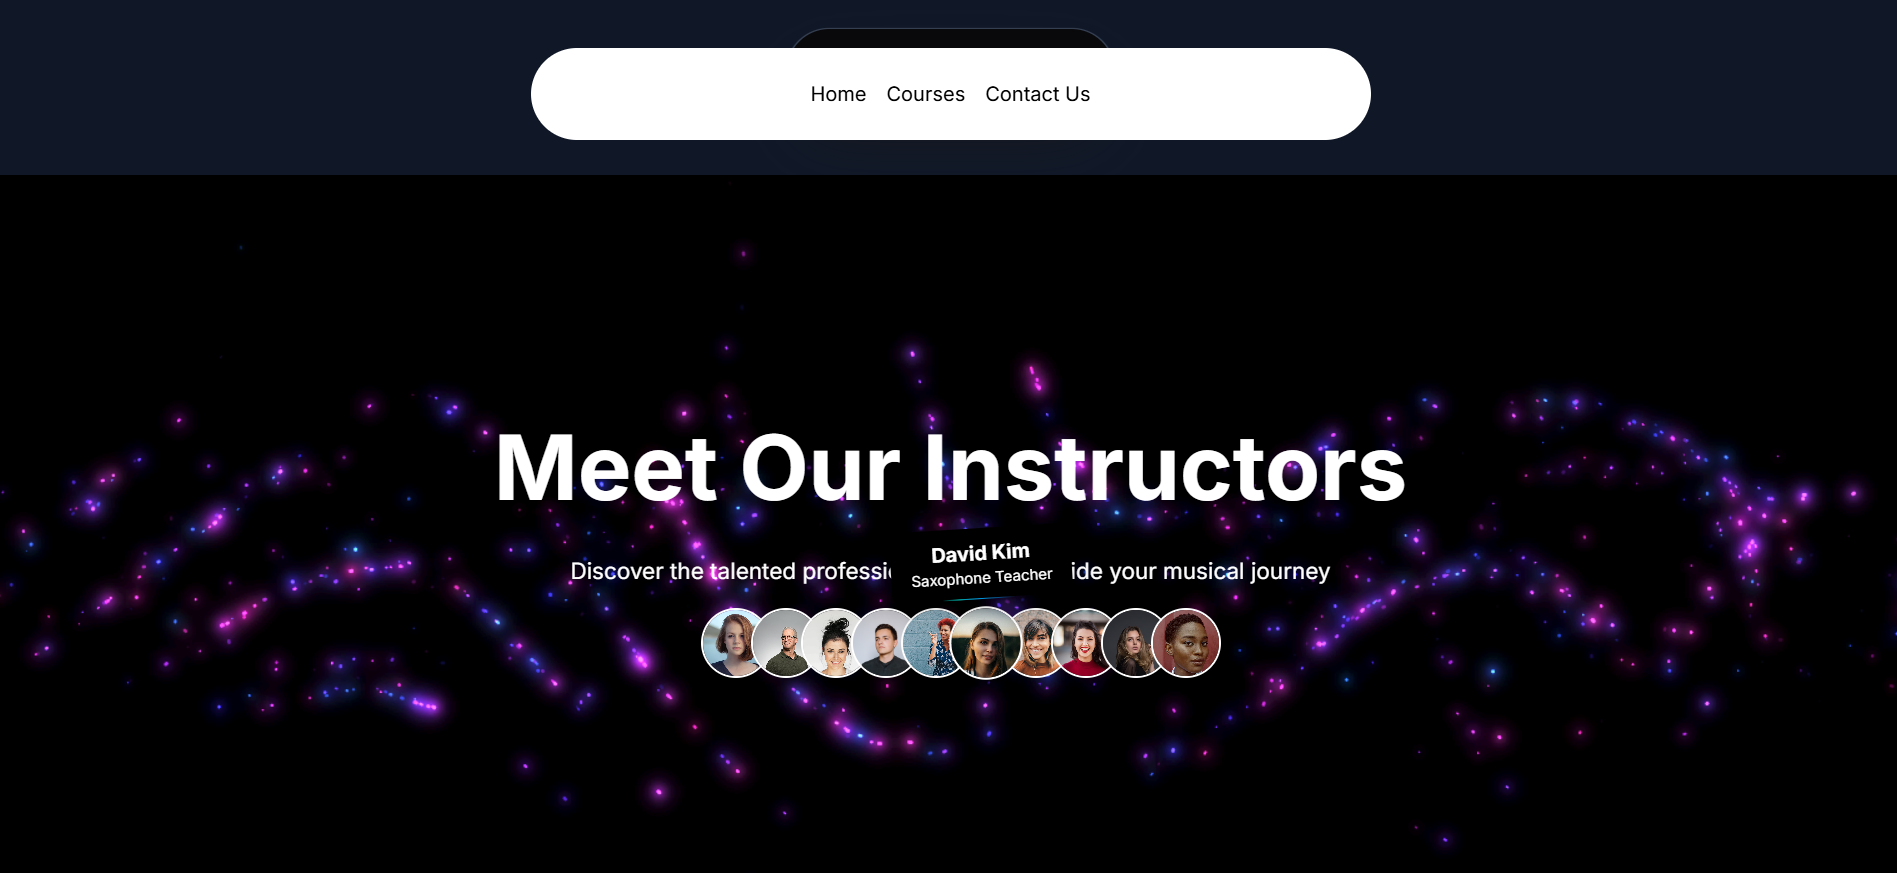 Home Courses Contact Us
Meet Our Instructors
David Kim
Discover the talented professi ide your musical journey
Saxophone Teacher